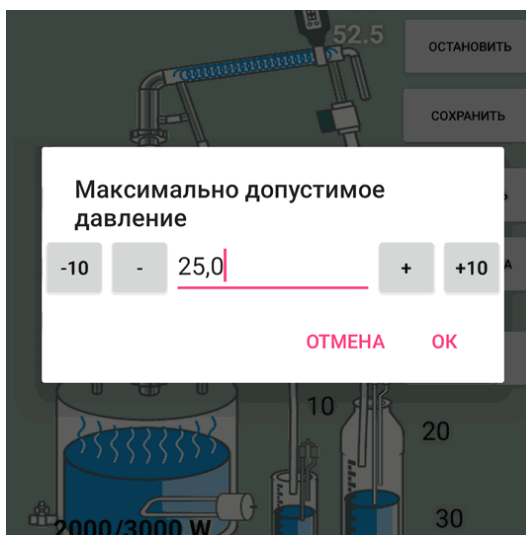 52.5
ОСТАНОВИТЬ
СОХРАНИТЬ
Максимально допустимое
давление
-10 - 25,0 + +10
ОТМЕНА ОК
10
20
2000/3000 W
30